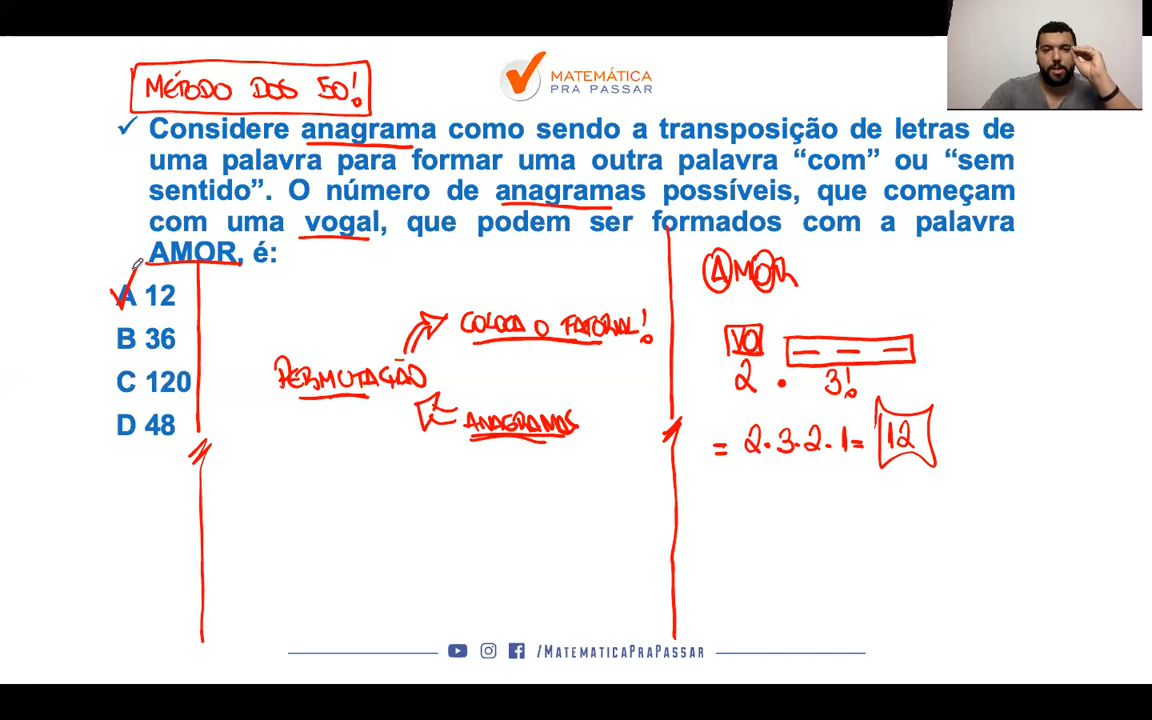 MÉTODO DOS 50!
MATEMÁTICA
PRA PASSAR
✓ Considere anagrama como sendo a transposição de letras de
uma palavra para formar uma outra palavra “com” ou “sem
sentido”. O número de anagramas possíveis, que começam
com uma vogal, que podem ser formados com a palavra
AMOR, é:
A 12
B 36
C 120
D 48
COLOCA O FATORIAL!
PERMUTAÇÃO
ANAGRAMAS
AMOR
VO _ _ _
2 . 3!
= 2.3.2.1= 12
/MATEMATICAPRAPASSAR